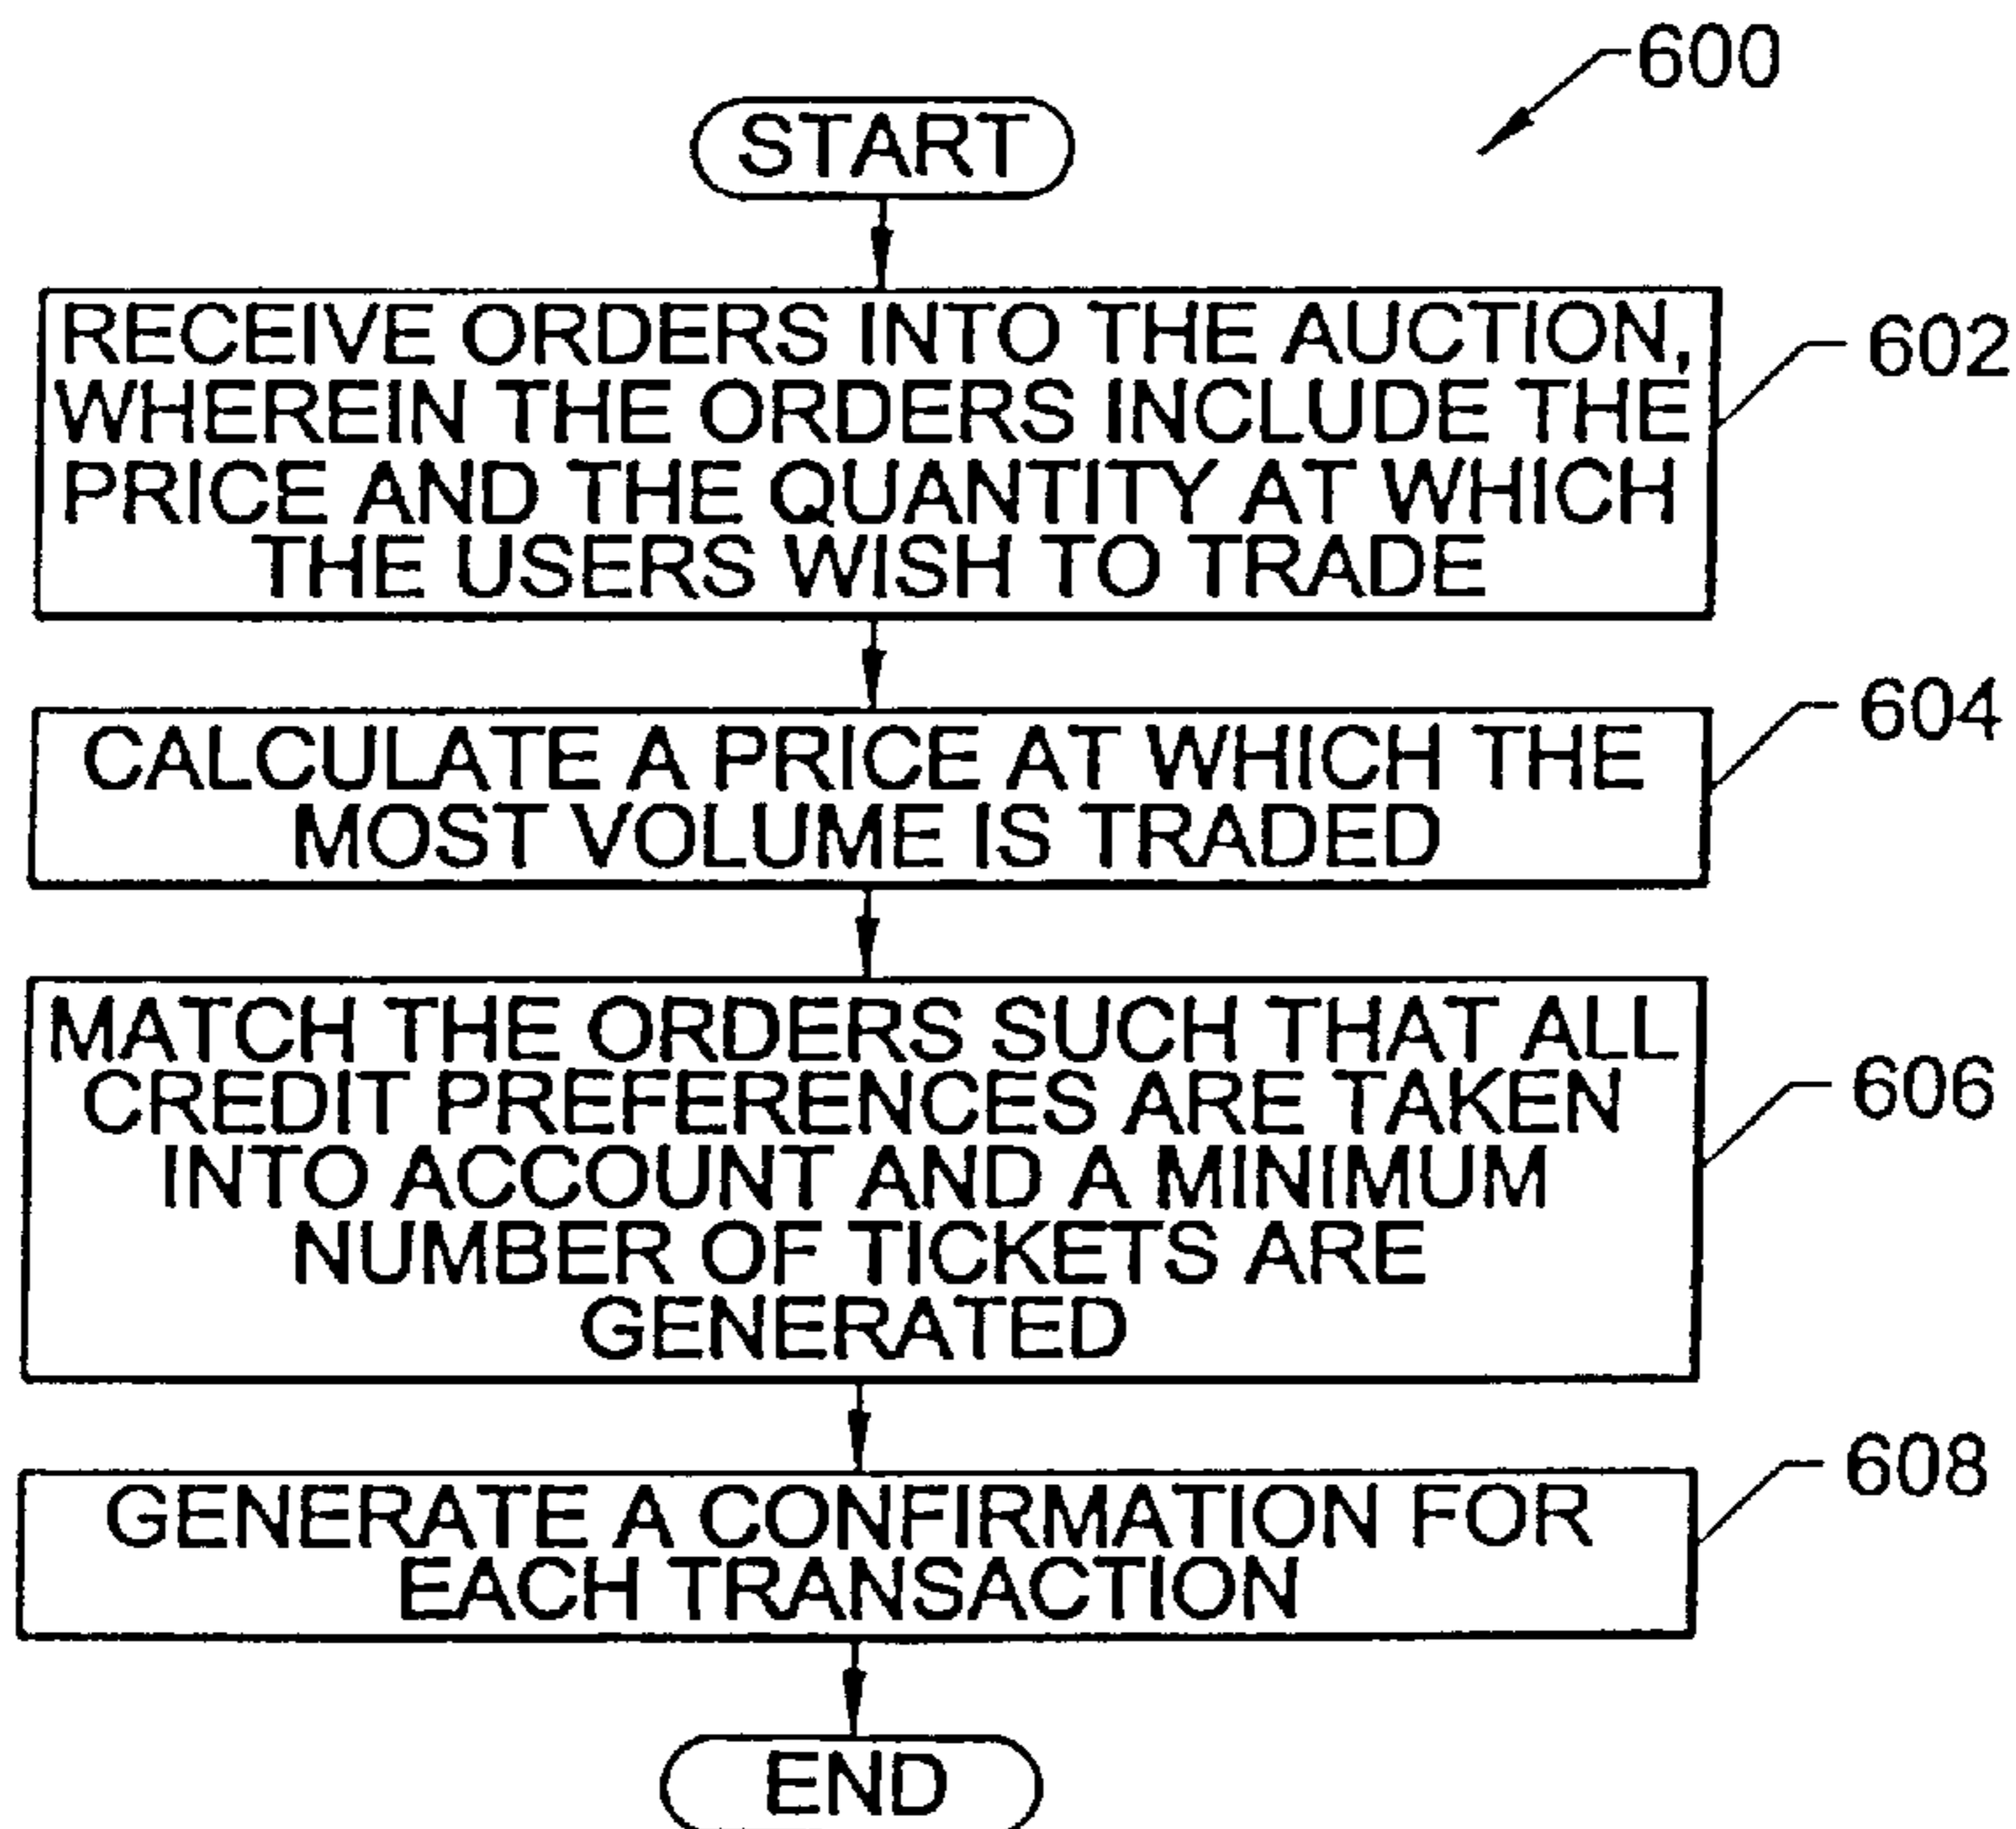 600
START
RECEIVE ORDERS INTO THE AUCTION,
WHEREIN THE ORDERS INCLUDE THE
PRICE AND THE QUANTITY AT WHICH
THE USERS WISH TO TRADE
602
CALCULATE A PRICE AT WHICH THE
MOST VOLUME IS TRADED
604
MATCH THE ORDERS SUCH THAT ALL
CREDIT PREFERENCES ARE TAKEN
INTO ACCOUNT AND A MINIMUM
NUMBER OF TICKETS ARE
GENERATED
606
GENERATE A CONFIRMATION FOR
EACH TRANSACTION
608
END